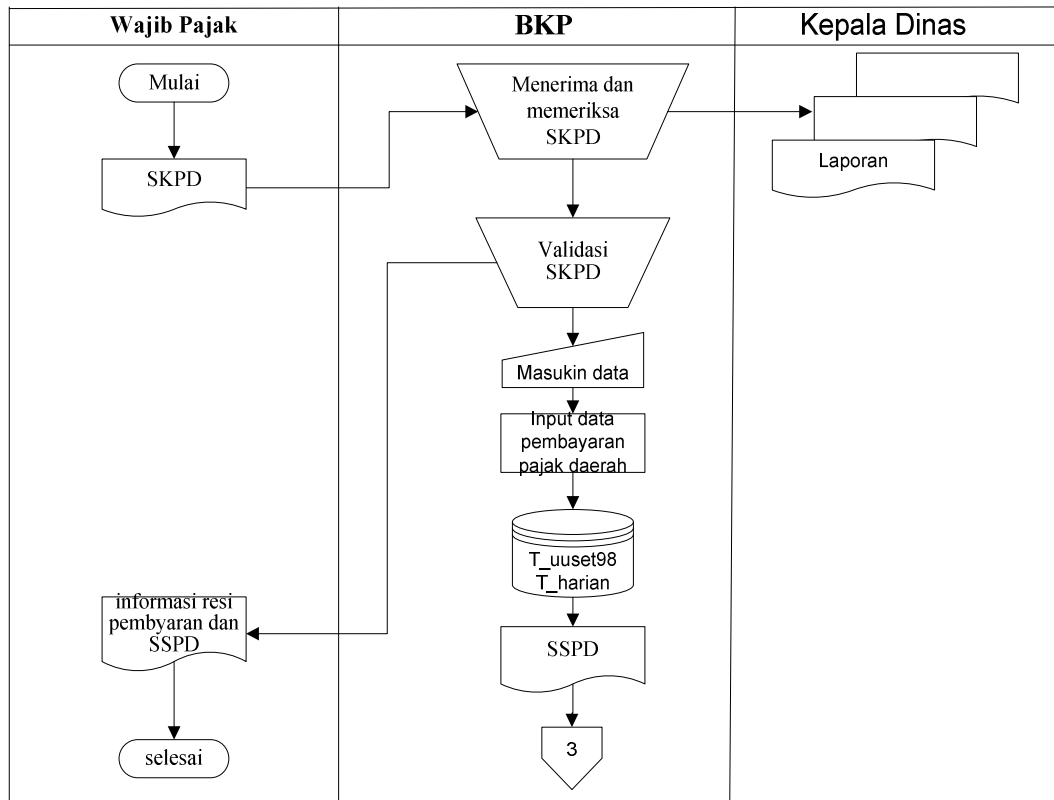 Wajib Pajak
BKP
Kepala Dinas
Mulai
SKPD
Menerima dan
memeriksa
SKPD
Laporan
Validasi
SKPD
Masukin data
Input data
pembayaran
pajak daerah
T_uuset98
T_harian
informasi resi
pembyaran dan
SSPD
SSPD
selesai
3